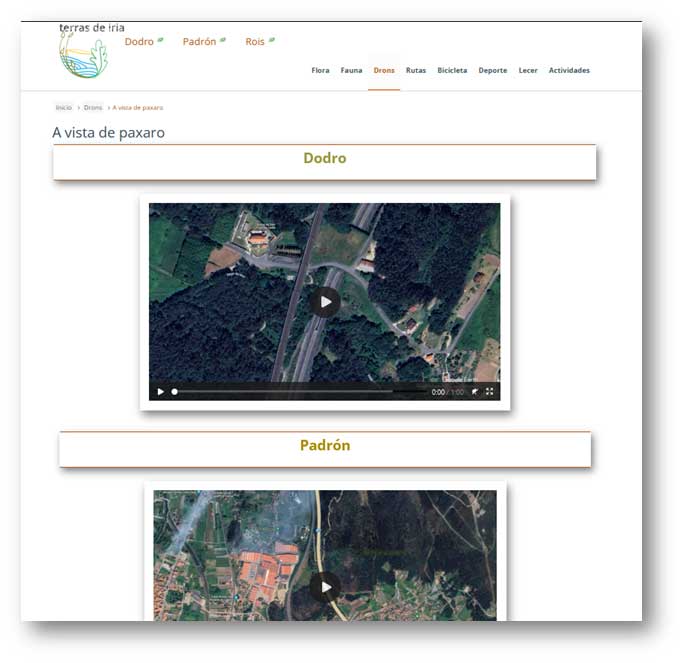 terras de iria
Dodro Padrón Rois
Flora Fauna Drons Rutas Bicicleta Deporte Lecer Actividades
Inicio › Drons › A vista de paxaro
A vista de paxaro
Dodro
0:00 / 1:00
Padrón